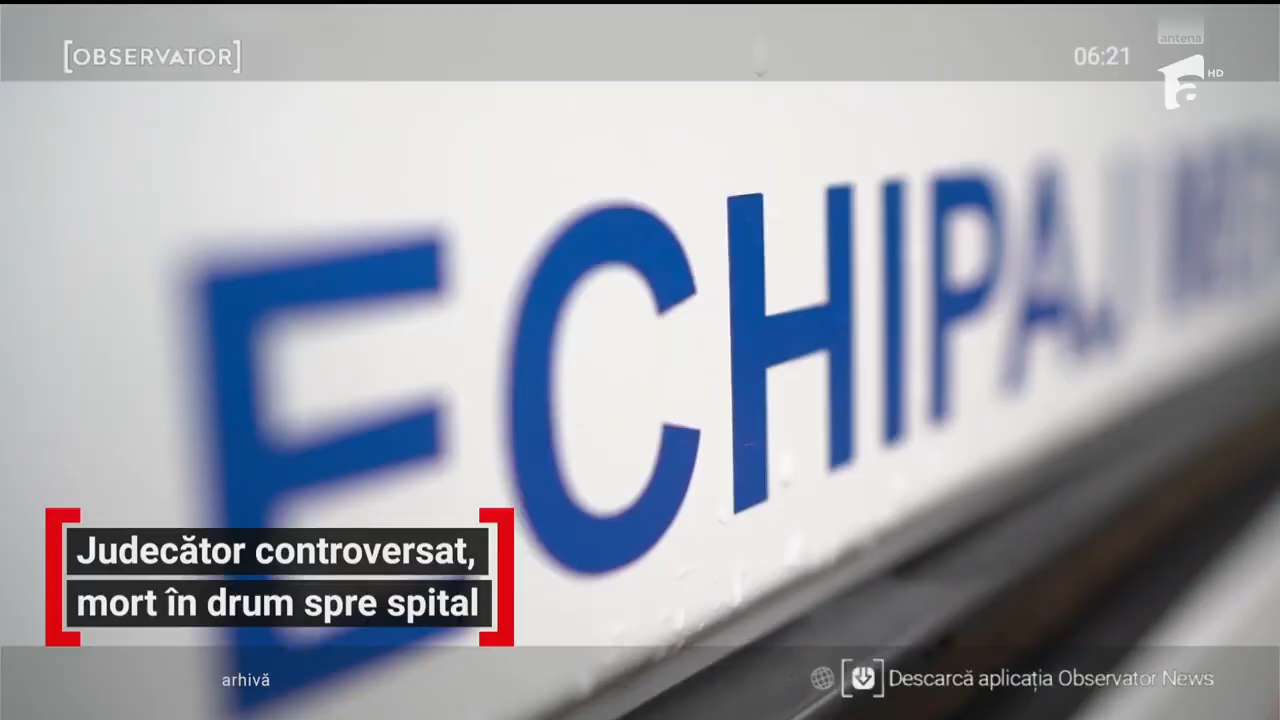 [OBSERVATOR]
06:21
antena
HD
ECHIPAJ
Judecător controversat,
mort în drum spre spital
arhivă
Descarcă aplicația Observator News